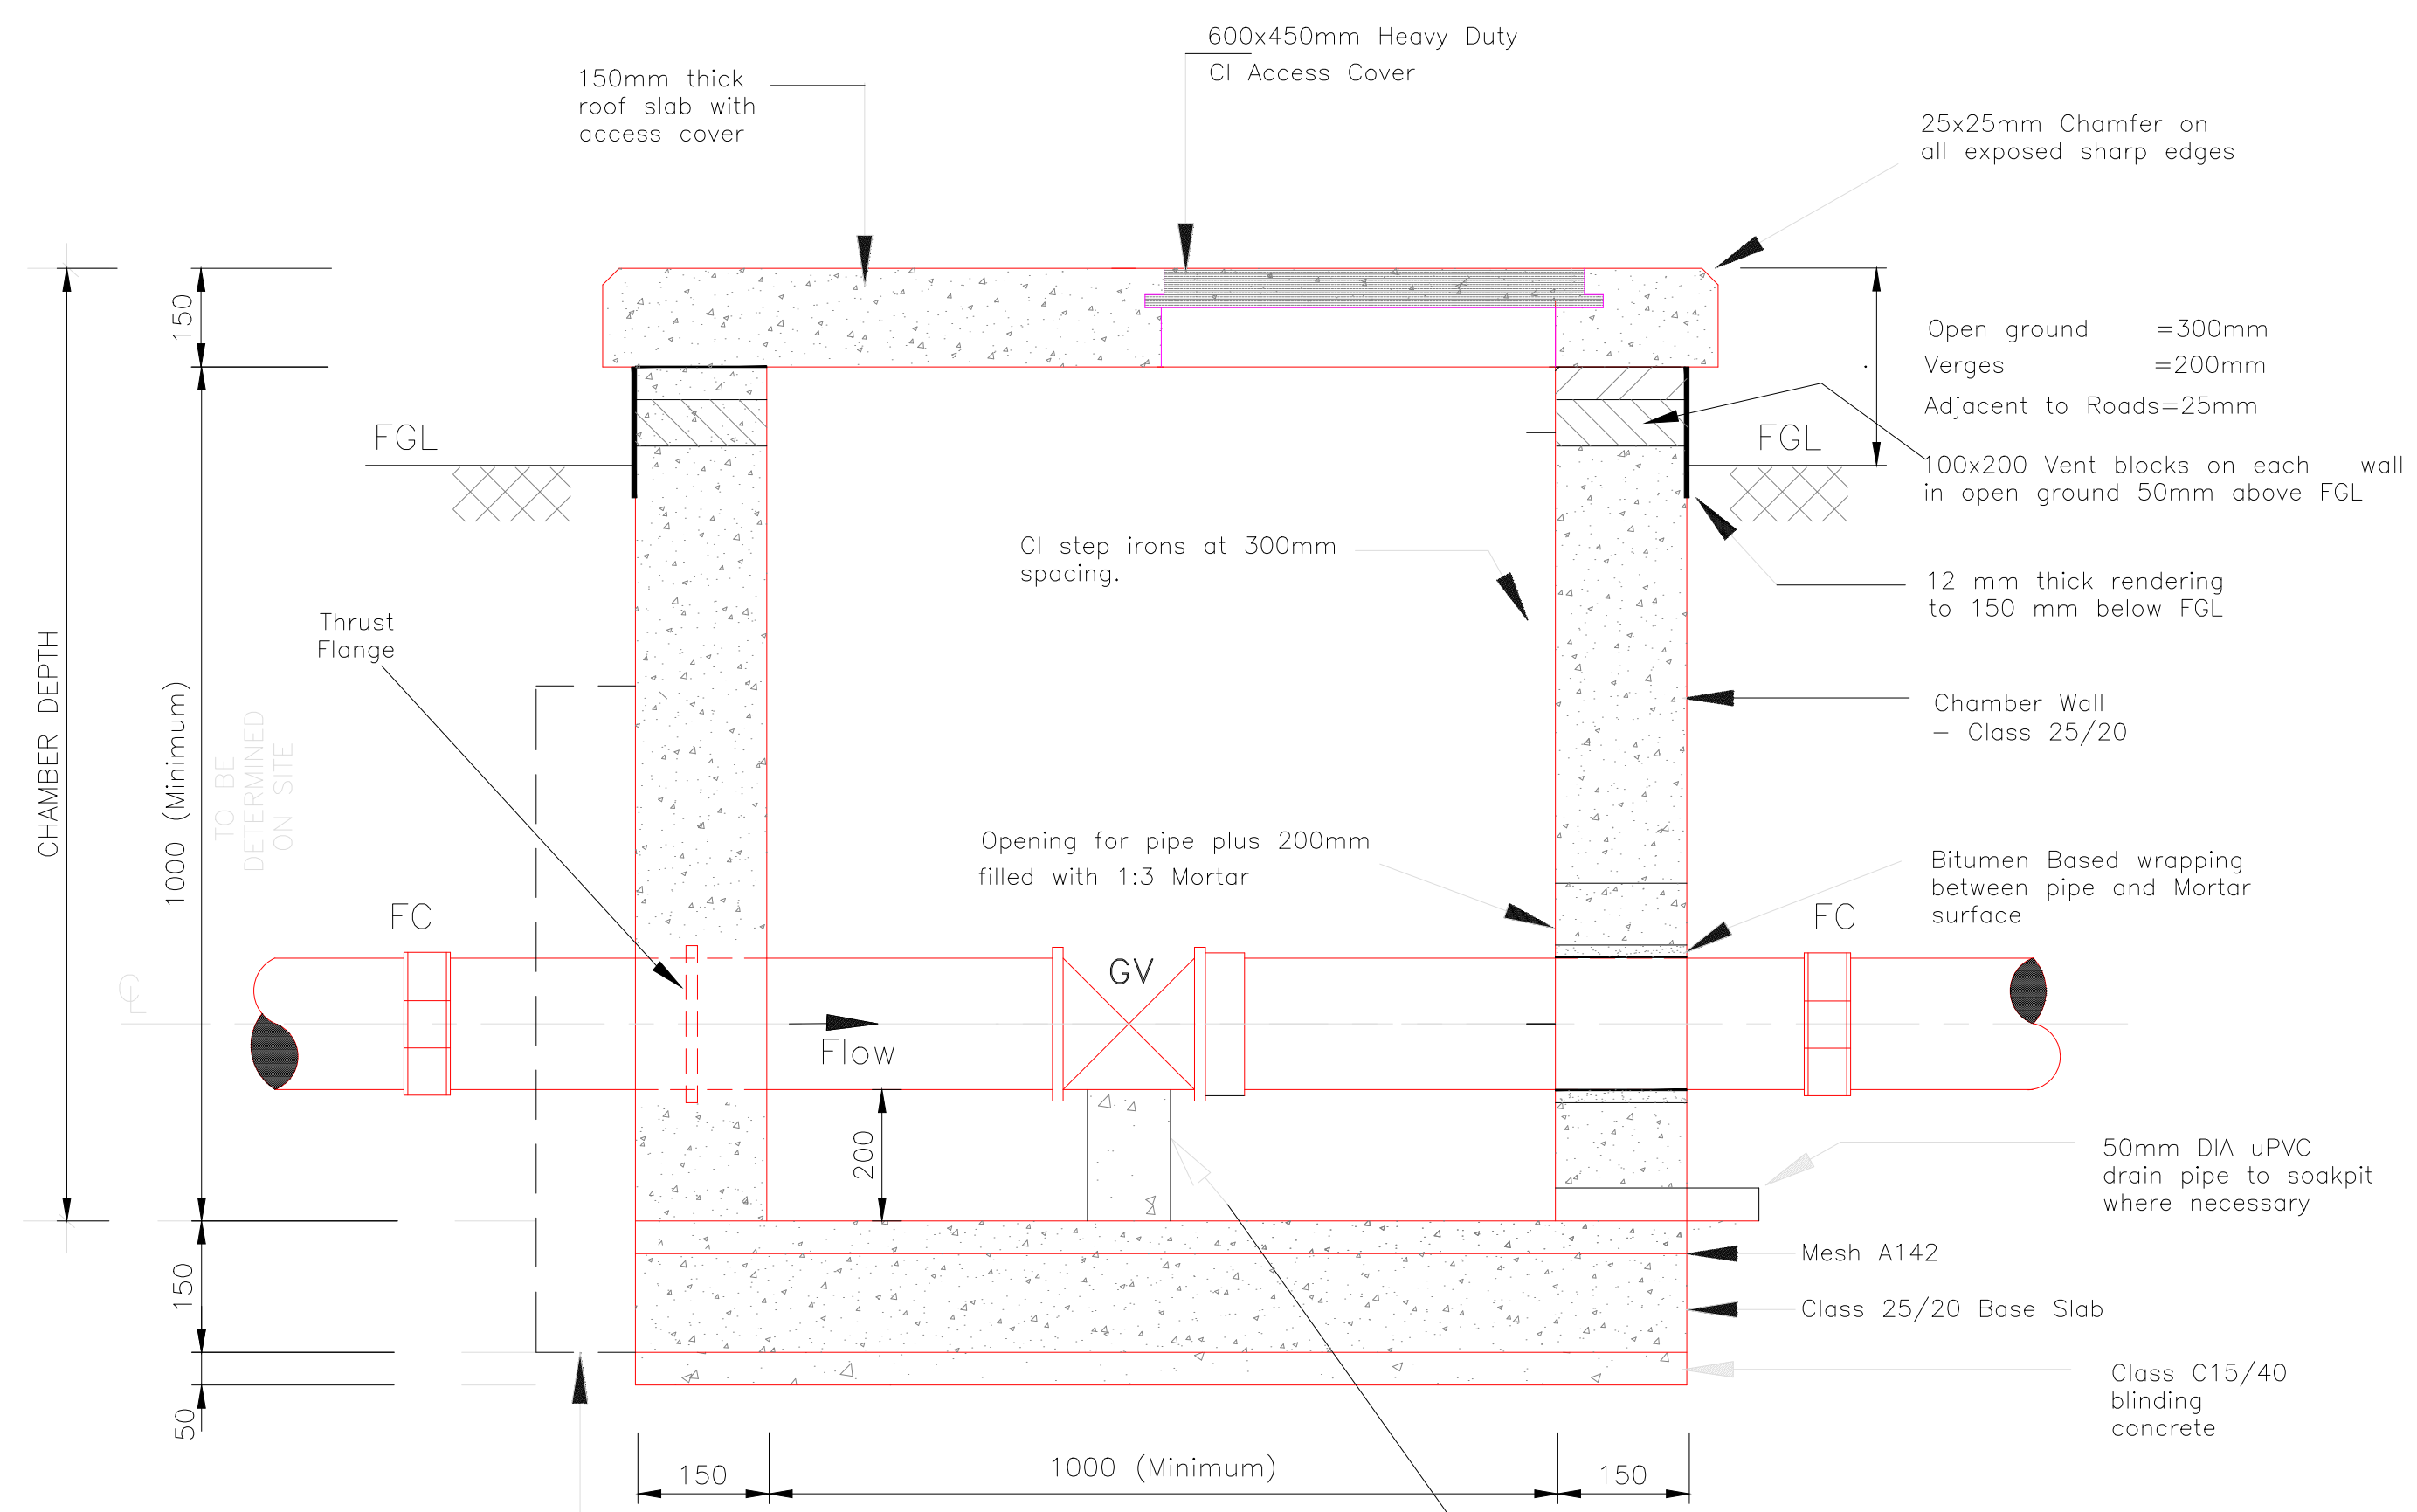 600x450mm Heavy Duty
CI Access Cover
150mm thick
roof slab with
access cover
25x25mm Chamfer on
all exposed sharp edges
150
Open ground =300mm
Verges =200mm
Adjacent to Roads=25mm
FGL
FGL
100x200 Vent blocks on each wall
in open ground 50mm above FGL
CI step irons at 300mm
spacing.
12 mm thick rendering
to 150 mm below FGL
Thrust
Flange
CHAMBER DEPTH
1000 (Minimum)
TO BE
DETERMINED
ON SITE
Chamber Wall
– Class 25/20
Opening for pipe plus 200mm
filled with 1:3 Mortar
Bitumen Based wrapping
between pipe and Mortar
surface
FC
FC
GV
℄
Flow
200
50mm DIA uPVC
drain pipe to soakpit
where necessary
Mesh A142
150
Class 25/20 Base Slab
Class C15/40
blinding
concrete
50
150
1000 (Minimum)
150